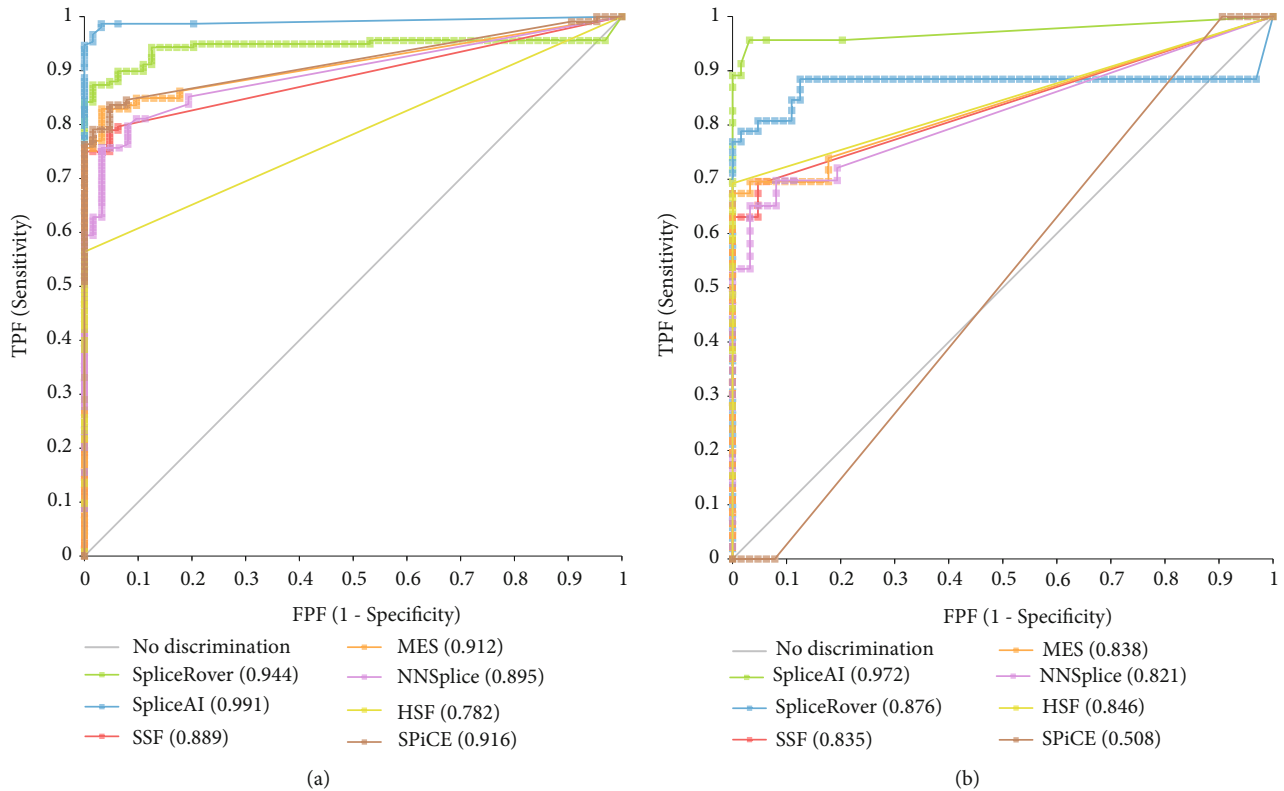 1
0.9
0.8
0.7
0.6
0.5
0.4
0.3
0.2
0.1
0
TPF (Sensitivity)
0 0.1 0.2 0.3 0.4 0.5 0.6 0.7 0.8 0.9 1
FPF (1 - Specificity)
No discrimination
SpliceRover (0.944)
SpliceAI (0.991)
SSF (0.889)
MES (0.912)
NNSplice (0.895)
HSF (0.782)
SPiCE (0.916)
(a)
1
0.9
0.8
0.7
0.6
0.5
0.4
0.3
0.2
0.1
0
TPF (Sensitivity)
0 0.1 0.2 0.3 0.4 0.5 0.6 0.7 0.8 0.9 1
FPF (1 - Specificity)
No discrimination
SpliceAI (0.972)
SpliceRover (0.876)
SSF (0.835)
MES (0.838)
NNSplice (0.821)
HSF (0.846)
SPiCE (0.508)
(b)